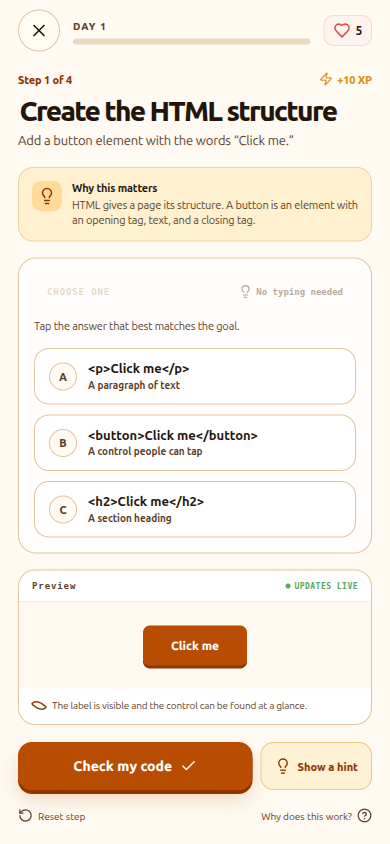 DAY 1
5
Step 1 of 4
+10 XP
Create the HTML structure
Add a button element with the words “Click me.”
Why this matters
HTML gives a page its structure. A button is an element with
an opening tag, text, and a closing tag.
CHOOSE ONE
No typing needed
Tap the answer that best matches the goal.
A
<p>Click me</p>
A paragraph of text
B
<button>Click me</button>
A control people can tap
C
<h2>Click me</h2>
A section heading
Preview
UPDATES LIVE
Click me
The label is visible and the control can be found at a glance.
Check my code
Show a hint
Reset step
Why does this work?